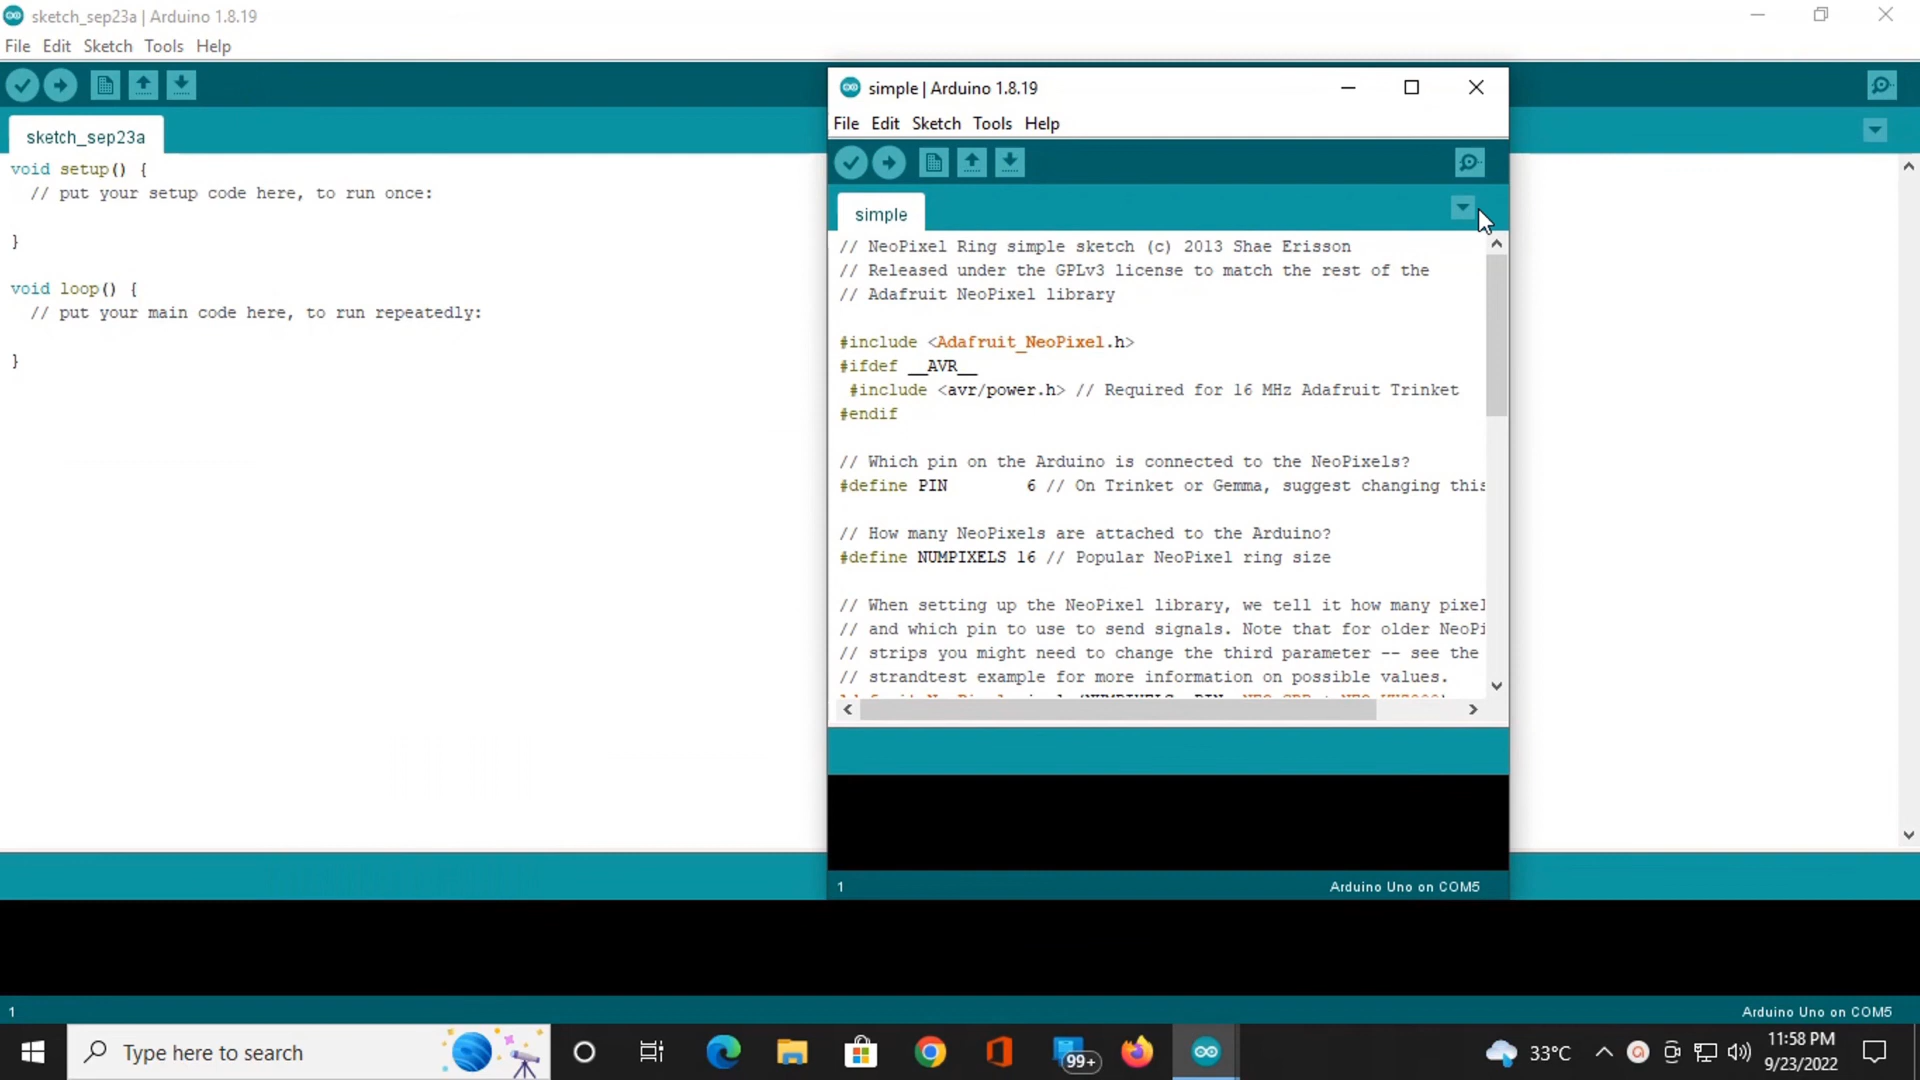 sketch_sep23a | Arduino 1.8.19
File Edit Sketch Tools Help
sketch_sep23a
void setup() {
// put your setup code here, to run once:
}
void loop() {
// put your main code here, to run repeatedly:
}
simple | Arduino 1.8.19
File Edit Sketch Tools Help
simple
// NeoPixel Ring simple sketch (c) 2013 Shae Erisson
// Released under the GPLv3 license to match the rest of the
// Adafruit NeoPixel library
#include <Adafruit_NeoPixel.h>
#ifdef __AVR__
#include <avr/power.h> // Required for 16 MHz Adafruit Trinket
#endif
// Which pin on the Arduino is connected to the NeoPixels?
#define PIN 6 // On Trinket or Gemma, suggest changing this
// How many NeoPixels are attached to the Arduino?
#define NUMPIXELS 16 // Popular NeoPixel ring size
// When setting up the NeoPixel library, we tell it how many pixel
// and which pin to use to send signals. Note that for older NeoPi
// strips you might need to change the third parameter -- see the
// strandtest example for more information on possible values.
1 Arduino Uno on COM5
1 Arduino Uno on COM5
Type here to search
99+
33°C
11:58 PM
9/23/2022